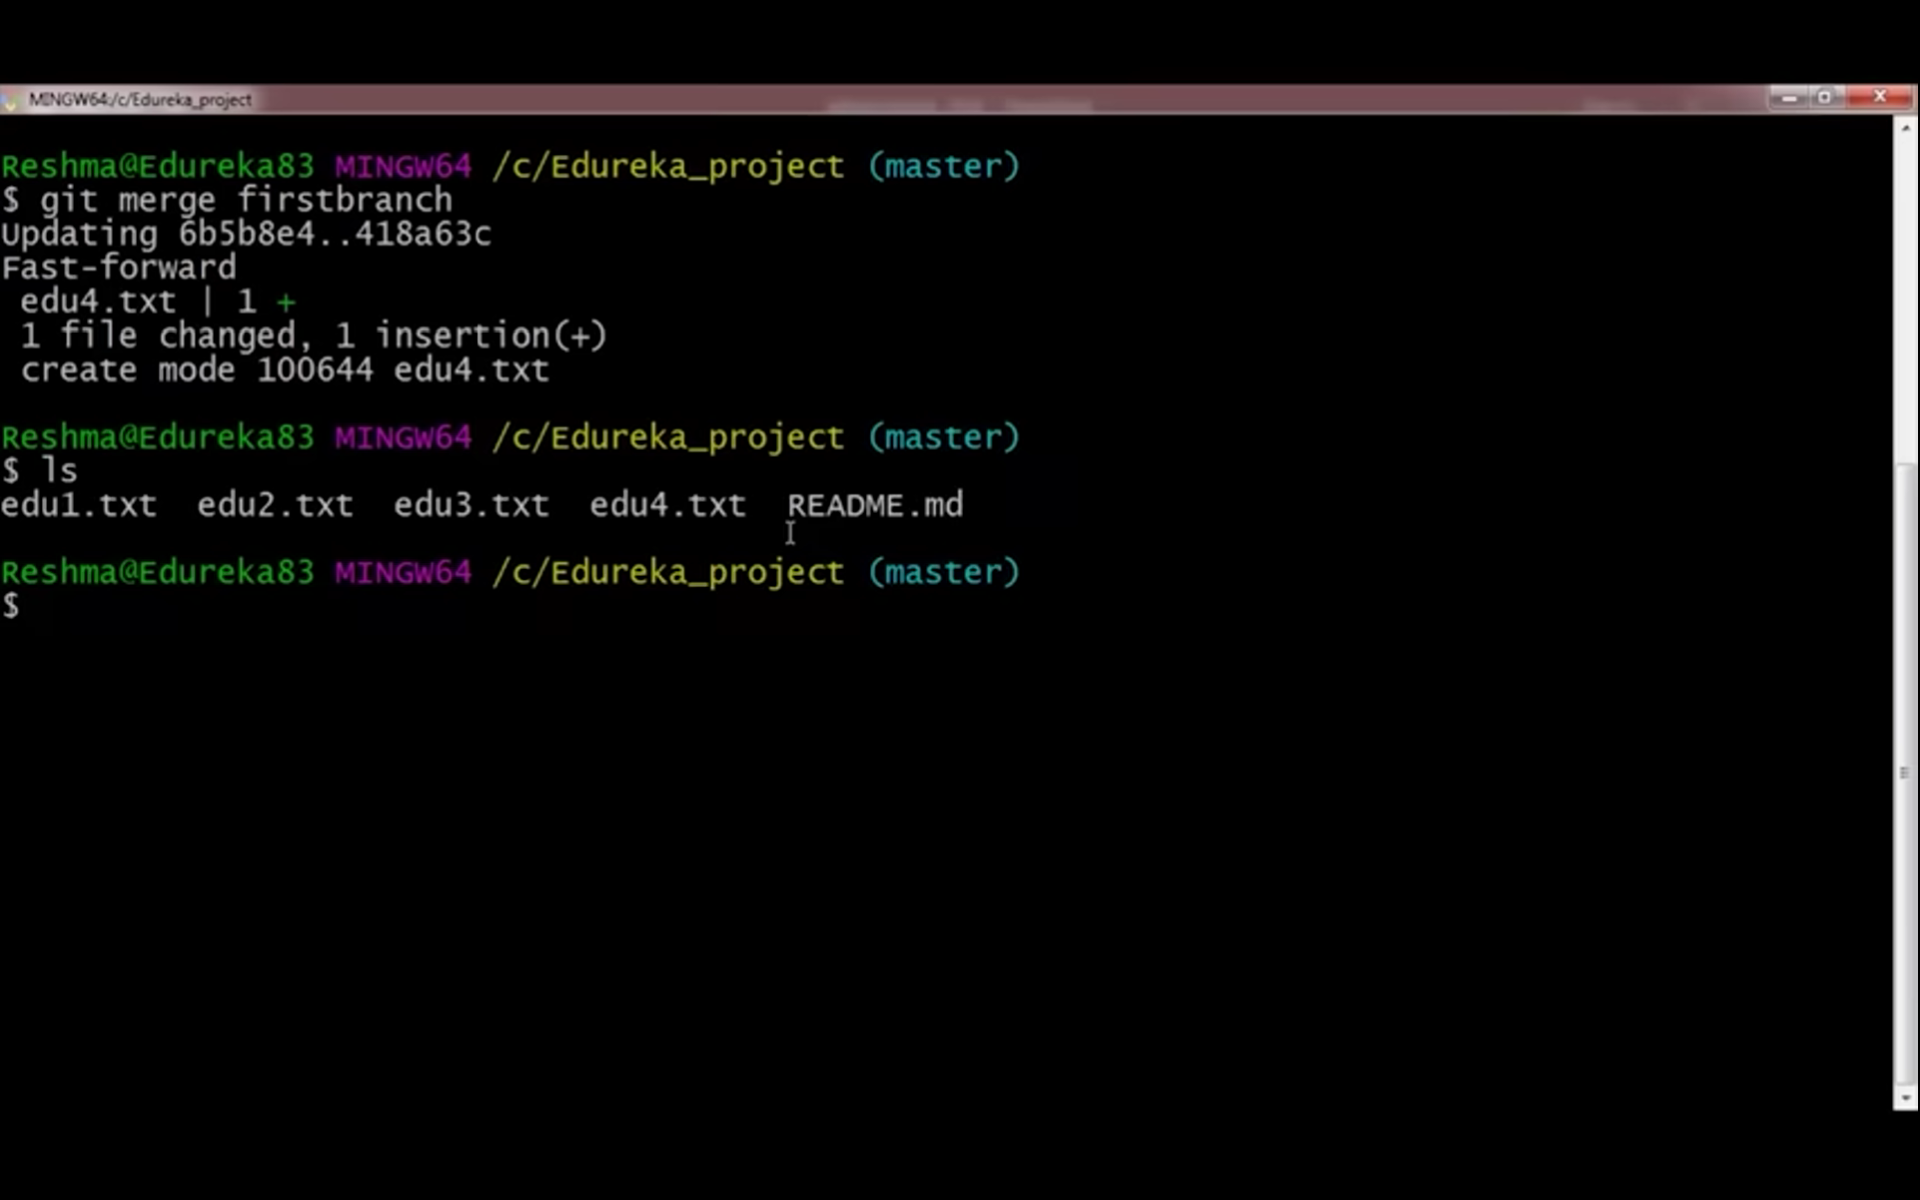 MINGW64:/c/Edureka_project
Reshma@Edureka83 MINGW64 /c/Edureka_project (master)
$ git merge firstbranch
Updating 6b5b8e4..418a63c
Fast-forward
 edu4.txt | 1 +
 1 file changed, 1 insertion(+)
 create mode 100644 edu4.txt
Reshma@Edureka83 MINGW64 /c/Edureka_project (master)
$ ls
edu1.txt  edu2.txt  edu3.txt  edu4.txt  README.md
Reshma@Edureka83 MINGW64 /c/Edureka_project (master)
$